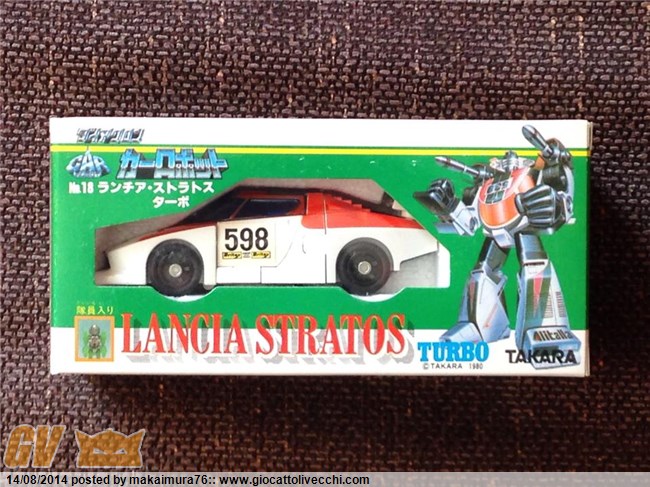 ダイアクロン
CAR
カーロボット
No.18 ランチア・ストラトス
ターボ
598
隊員入り
LANCIA STRATOS
TURBO
TAKARA
© TAKARA 1980
Alitalia
GV
14/08/2014 posted by makaimura76:: www.giocattolivecchi.com